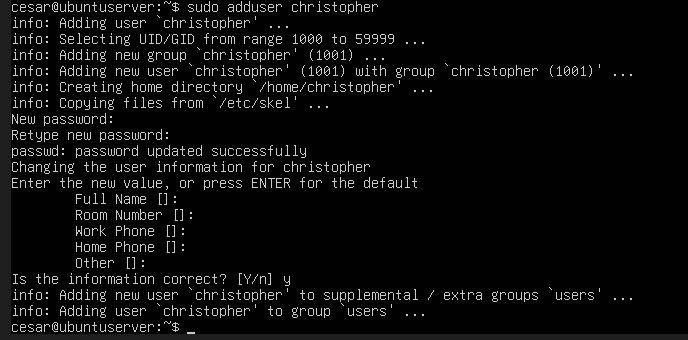 cesar@ubuntuserver:~$ sudo adduser christopher
info: Adding user `christopher' ...
info: Selecting UID/GID from range 1000 to 59999 ...
info: Adding new group `christopher' (1001) ...
info: Adding new user `christopher' (1001) with group `christopher (1001)' ...
info: Creating home directory `/home/christopher' ...
info: Copying files from `/etc/skel' ...
New password:
Retype new password:
passwd: password updated successfully
Changing the user information for christopher
Enter the new value, or press ENTER for the default
Full Name []:
Room Number []:
Work Phone []:
Home Phone []:
Other []:
Is the information correct? [Y/n] y
info: Adding new user `christopher' to supplemental / extra groups `users' ...
info: Adding user `christopher' to group `users' ...
cesar@ubuntuserver:~$ _